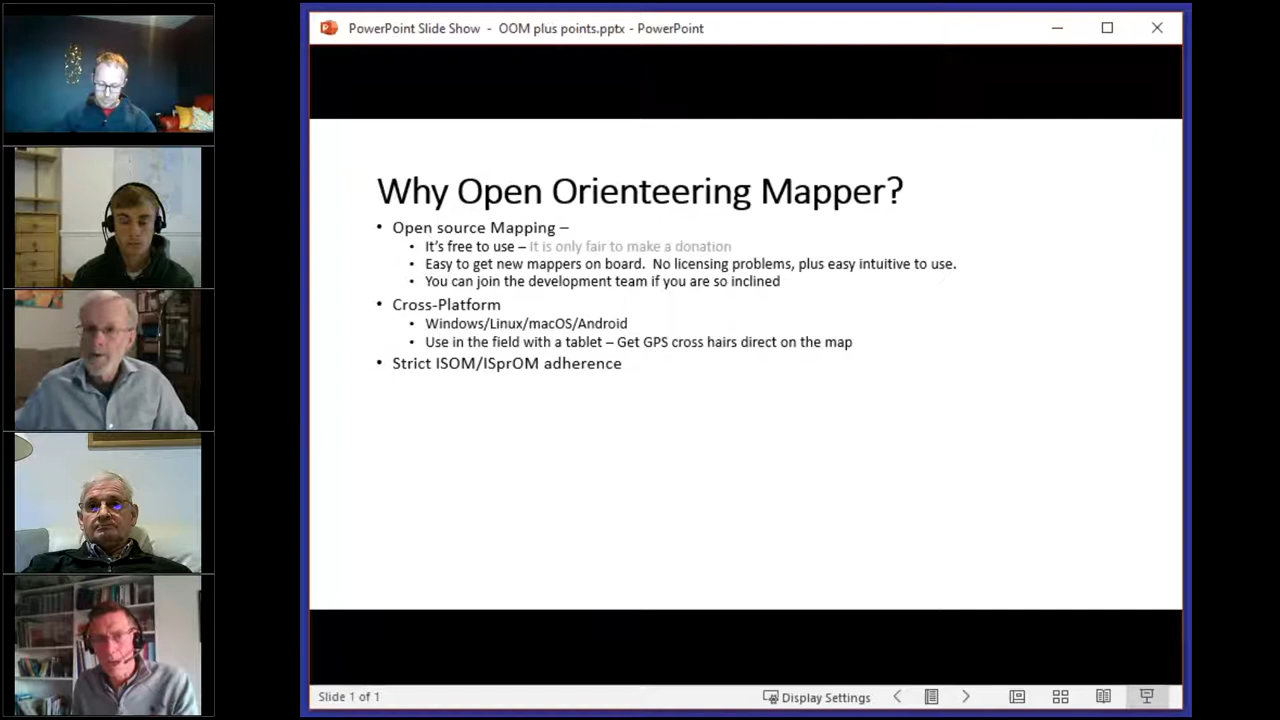 PowerPoint Slide Show - OOM plus points.pptx - PowerPoint
Why Open Orienteering Mapper?
• Open source Mapping –
• It's free to use – It is only fair to make a donation
• Easy to get new mappers on board. No licensing problems, plus easy intuitive to use.
• You can join the development team if you are so inclined
• Cross-Platform
• Windows/Linux/macOS/Android
• Use in the field with a tablet – Get GPS cross hairs direct on the map
• Strict ISOM/ISprOM adherence
Slide 1 of 1
Display Settings